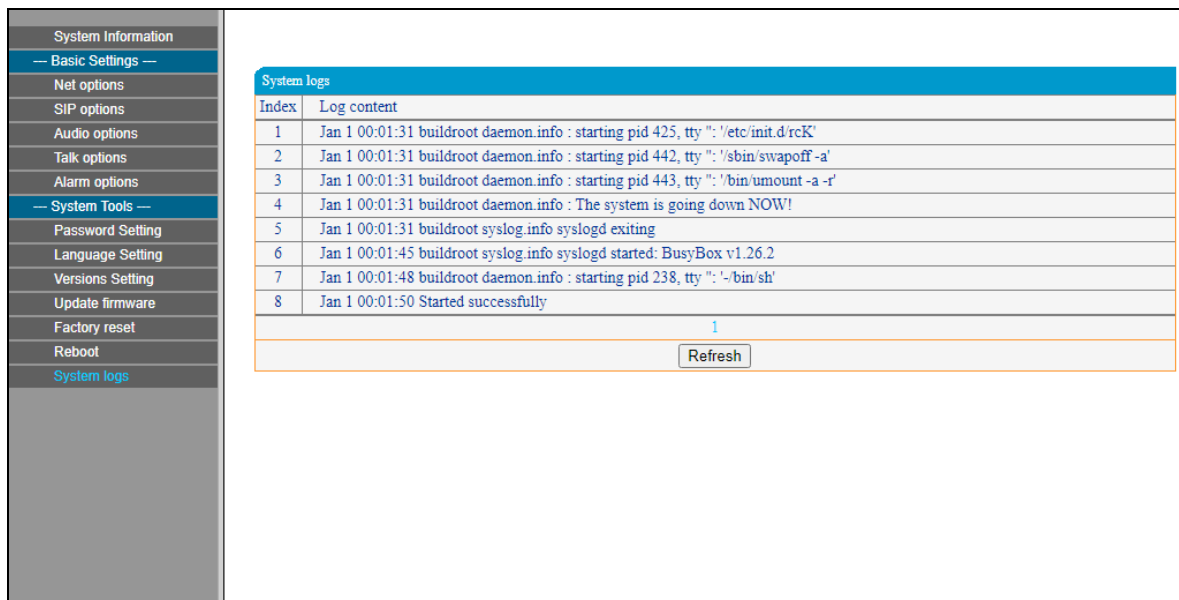 System Information
--- Basic Settings ---
Net options
SIP options
Audio options
Talk options
Alarm options
--- System Tools ---
Password Setting
Language Setting
Versions Setting
Update firmware
Factory reset
Reboot
System logs
System logs
Index Log content
1 Jan 1 00:01:31 buildroot daemon.info : starting pid 425, tty '': '/etc/init.d/rcK'
2 Jan 1 00:01:31 buildroot daemon.info : starting pid 442, tty '': '/sbin/swapoff -a'
3 Jan 1 00:01:31 buildroot daemon.info : starting pid 443, tty '': '/bin/umount -a -r'
4 Jan 1 00:01:31 buildroot daemon.info : The system is going down NOW!
5 Jan 1 00:01:31 buildroot syslog.info syslogd exiting
6 Jan 1 00:01:45 buildroot syslog.info syslogd started: BusyBox v1.26.2
7 Jan 1 00:01:48 buildroot daemon.info : starting pid 238, tty '': '-/bin/sh'
8 Jan 1 00:01:50 Started successfully
1
Refresh